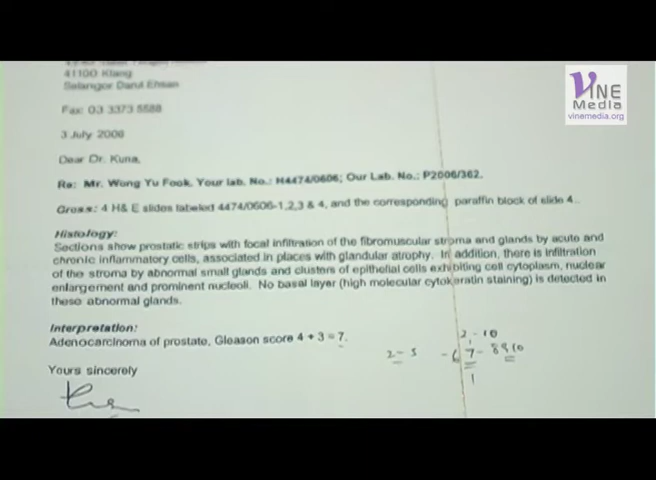 VINE
Media
vinemedia.org
41100 Klang
Selangor Darul Ehsan
Fax: 03 3373 5588
3 July 2006
Dear Dr. Kuna,
Re: Mr. Wong Yu Fook, Your lab. No.: H4474/0606; Our Lab. No.: P2006/362.
Gross: 4 H& E slides labeled 4474/0606-1,2,3 & 4, and the corresponding paraffin block of slide 4.
Histology:
Sections show prostatic strips with focal infiltration of the fibromuscular stroma and glands by acute and
chronic inflammatory cells, associated in places with glandular atrophy. In addition, there is infiltration
of the stroma by abnormal small glands and clusters of epithelial cells exhibiting cell cytoplasm, nuclear
enlargement and prominent nucleoli. No basal layer (high molecular cytokeratin staining) is detected in
these abnormal glands.
Interpretation:
Adenocarcinoma of prostate, Gleason score 4 + 3 = 7.
2 - 10
2 - 5 - 6 7 - 8 9 10
Yours sincerely